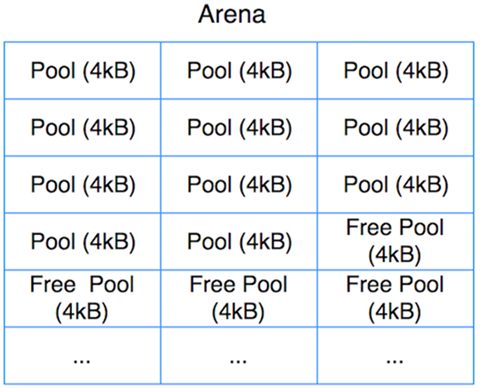 Arena
Pool (4kB) Pool (4kB) Pool (4kB)
Pool (4kB) Pool (4kB) Pool (4kB)
Pool (4kB) Pool (4kB) Pool (4kB)
Pool (4kB) Pool (4kB) Free Pool
(4kB)
Free Pool Free Pool Free Pool
(4kB) (4kB) (4kB)
... ... ...